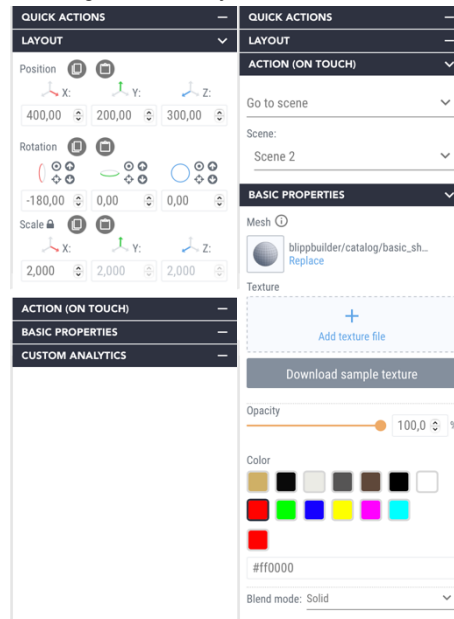 QUICK ACTIONS
LAYOUT
Position
X:
Y:
Z:
400,00
200,00
300,00
Rotation
-180,00
0,00
0,00
Scale
X:
Y:
Z:
2,000
2,000
2,000
ACTION (ON TOUCH)
BASIC PROPERTIES
CUSTOM ANALYTICS
QUICK ACTIONS
LAYOUT
ACTION (ON TOUCH)
Go to scene
Scene:
Scene 2
BASIC PROPERTIES
Mesh
blippbuilder/catalog/basic_sh...
Replace
Texture
Add texture file
Download sample texture
Opacity
100,0 %
Color
#ff0000
Blend mode: Solid